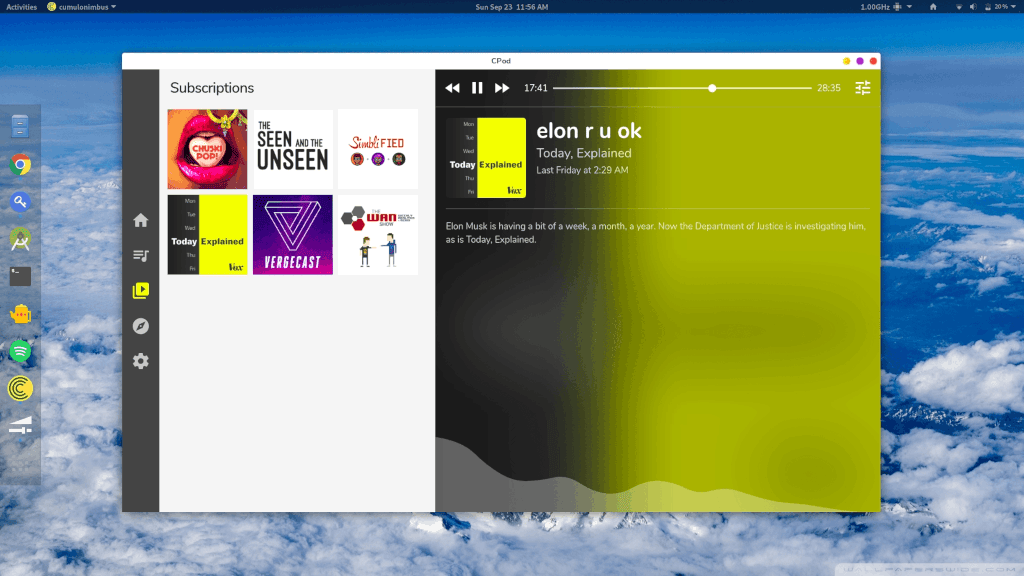 Activities
cumulonimbus
Sun Sep 23 11:56 AM
1.00GHz
20%
CPod
Subscriptions
CHUSKI
POP!
THE
SEEN AND THE
UNSEEN
SimbliFIED
Mon
Tue
Wed
Today Explained
Thu
Fri
Vox
VERGECAST
THE
WAN
SHOW
17:41
28:35
Mon
Tue
Wed
Today Explained
Thu
Fri
Vox
elon r u ok
Today, Explained
Last Friday at 2:29 AM
Elon Musk is having a bit of a week, a month, a year. Now the Department of Justice is investigating him,
as is Today, Explained.
WALLPAPERSWIDE.COM